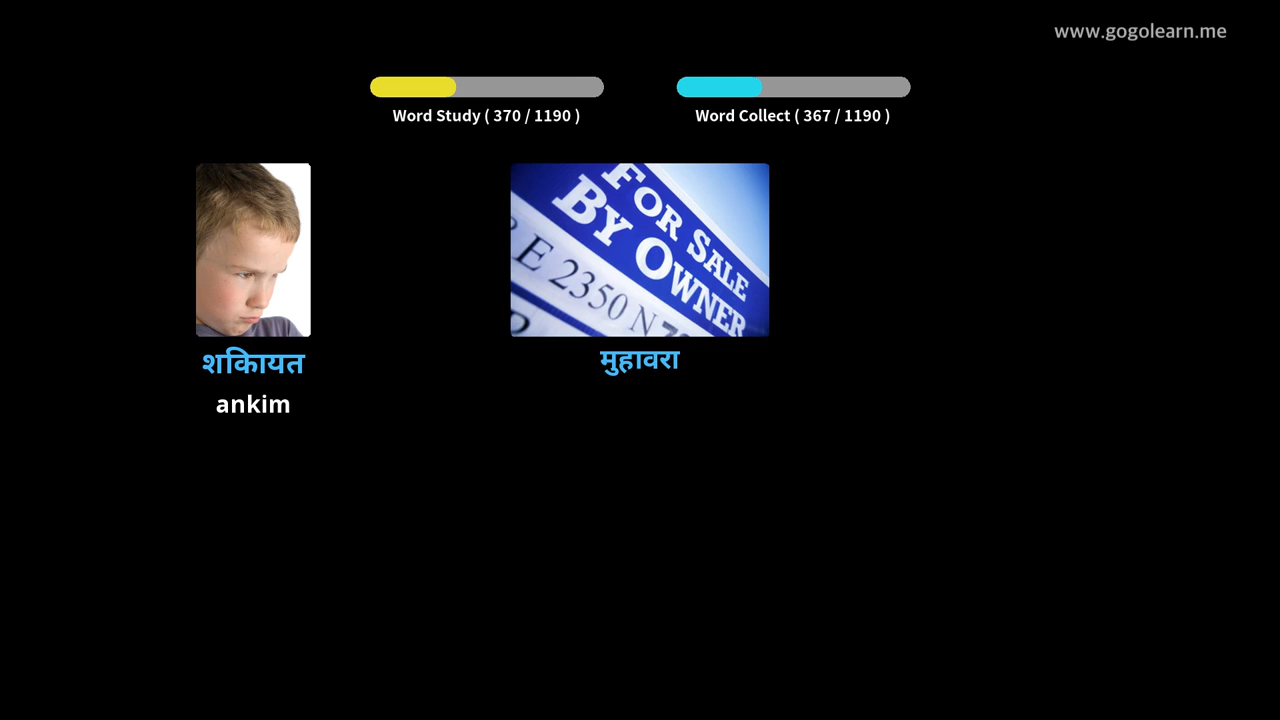 www.gogolearn.me
Word Study ( 370 / 1190 )
Word Collect ( 367 / 1190 )
FOR SALE
BY OWNER
E 2350 N
शकिायत
मुहावरा
ankim